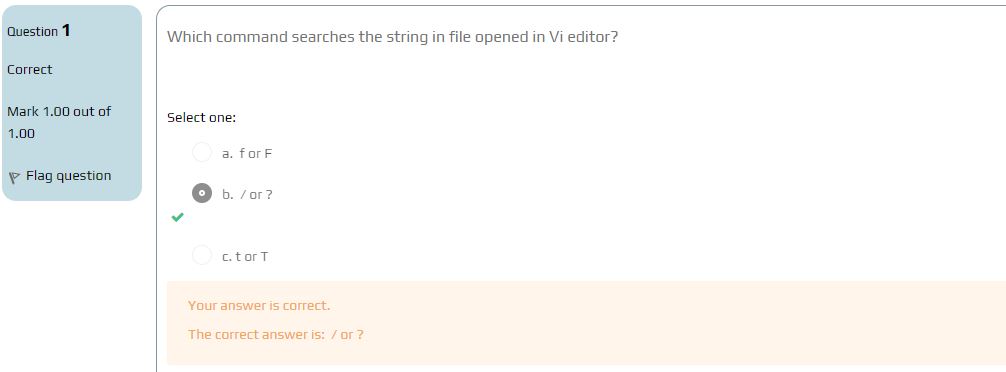 Question 1
Correct
Mark 1.00 out of
1.00
Flag question
Which command searches the string in file opened in Vi editor?
Select one:
a. f or F
b. / or ?
c. t or T
Your answer is correct.
The correct answer is: / or ?